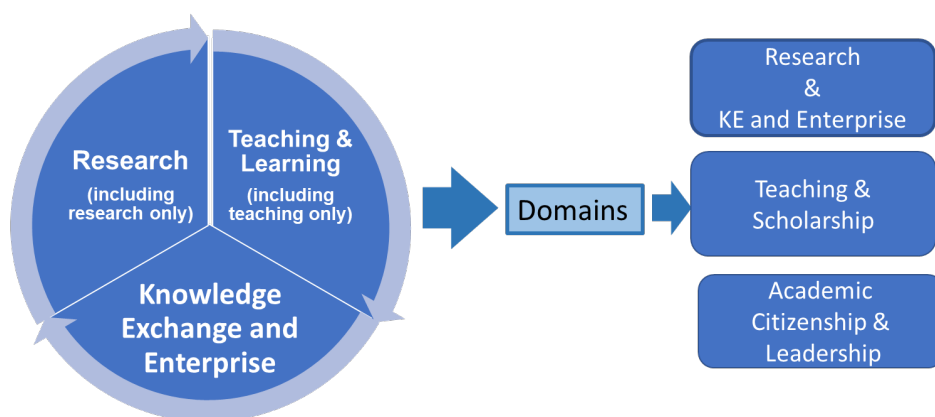 Research
(including
research only)
Teaching &
Learning
(including
teaching only)
Knowledge
Exchange and
Enterprise
Domains
Research
&
KE and Enterprise
Teaching &
Scholarship
Academic
Citizenship &
Leadership